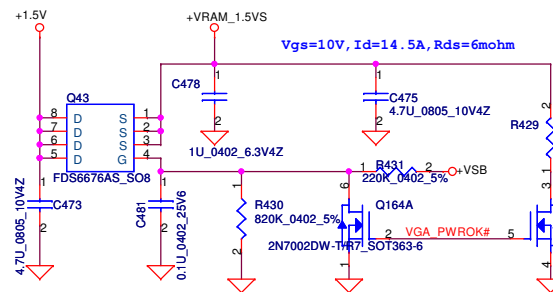 +1.5V
+VRAM_1.5VS
Vgs=10V,Id=14.5A,Rds=6mohm
Q43
8 D S 1
7 D S 2
6 D S 3
5 D G 4
FDS6676AS_SO8
C478
1
2
1U_0402_6.3V4Z
C475
1
2
4.7U_0805_10V4Z
R429
1
2
C473
1
2
4.7U_0805_10V4Z
C481
1
2
0.1U_0402_25V6
R430
1
2
820K_0402_5%
R431
1
2
220K_0402_5%
+VSB
Q164A
6
2
1
2N7002DW-T/R7_SOT363-6
VGA_PWROK#
3
5
4